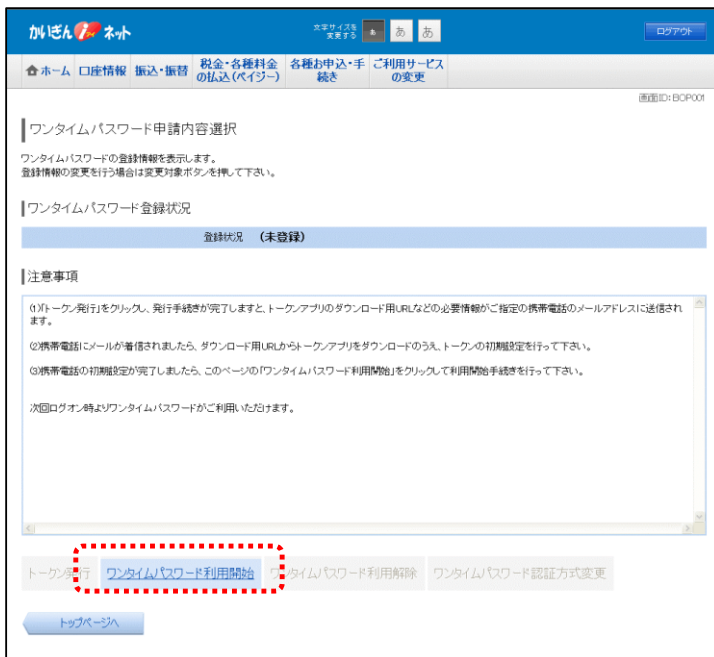 かいぎん iネット
文字サイズを
変更する
あ あ あ
ログアウト
ホーム 口座情報 振込・振替 税金・各種料金の払込(ペイジー) 各種お申込・手続き ご利用サービスの変更
画面ID:BOP001
ワンタイムパスワード申請内容選択
ワンタイムパスワードの登録情報を表示します。
登録情報の変更を行う場合は変更対象ボタンを押して下さい。
ワンタイムパスワード登録状況
登録状況 (未登録)
注意事項
(1)「トークン発行」をクリックし、発行手続きが完了しますと、トークンアプリのダウンロード用URLなどの必要情報がご指定の携帯電話のメールアドレスに送信され
ます。
(2)携帯電話にメールが着信されましたら、ダウンロード用URLからトークンアプリをダウンロードのうえ、トークンの初期設定を行って下さい。
(3)携帯電話の初期設定が完了しましたら、このページの「ワンタイムパスワード利用開始」をクリックして利用開始手続きを行って下さい。
次回ログオン時よりワンタイムパスワードがご利用いただけます。
トークン発行 ワンタイムパスワード利用開始 ワンタイムパスワード利用解除 ワンタイムパスワード認証方式変更
トップページへ